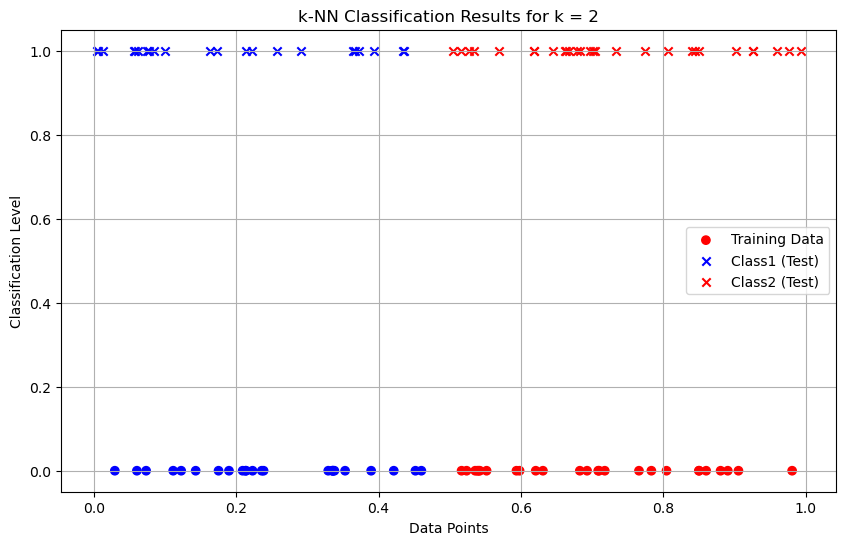 k-NN Classification Results for k = 2
1.0
0.8
0.6
0.4
0.2
0.0
Classification Level
Training Data
Class1 (Test)
Class2 (Test)
0.0 0.2 0.4 0.6 0.8 1.0
Data Points